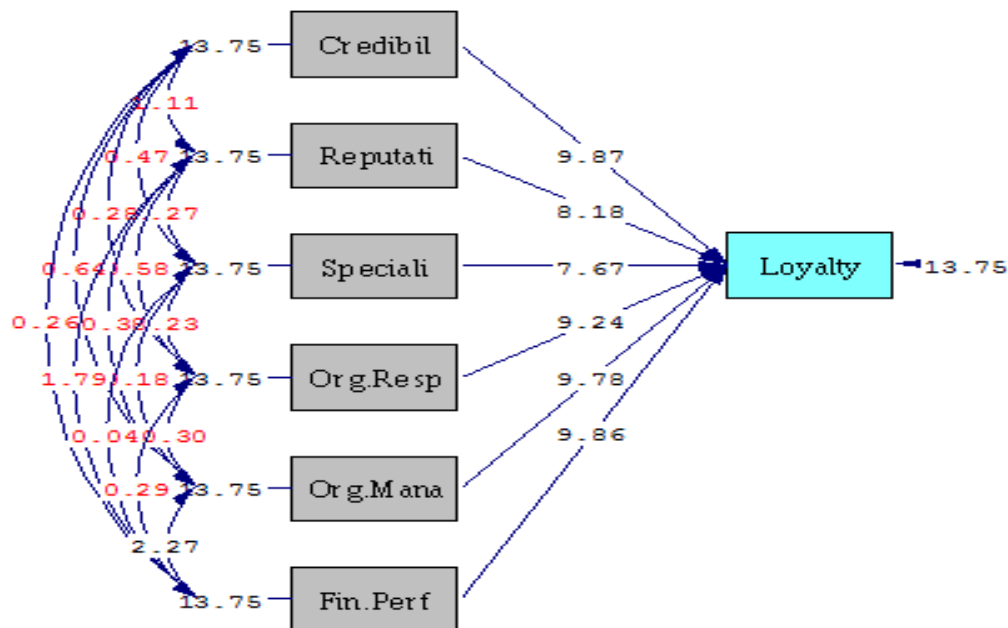 13.75 Credibil
1.11
0.47 13.75 Reputati 9.87
0.28 .27 8.18
0.64 .58 13.75 Speciali 7.67 Loyalty 13.75
0.26 0.38 .23 9.24
1.79 .18 13.75 Org.Resp 9.78
0.04 0.30 9.86
0.29 13.75 Org.Mana
2.27
13.75 Fin.Perf